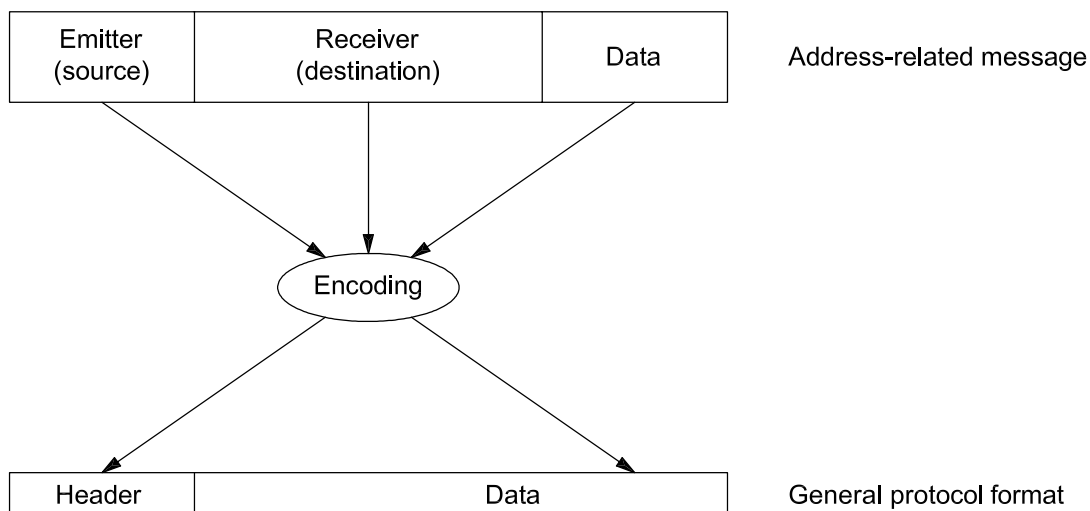 Emitter
(source)
Receiver
(destination)
Data
Address-related message
Encoding
Header
Data
General protocol format